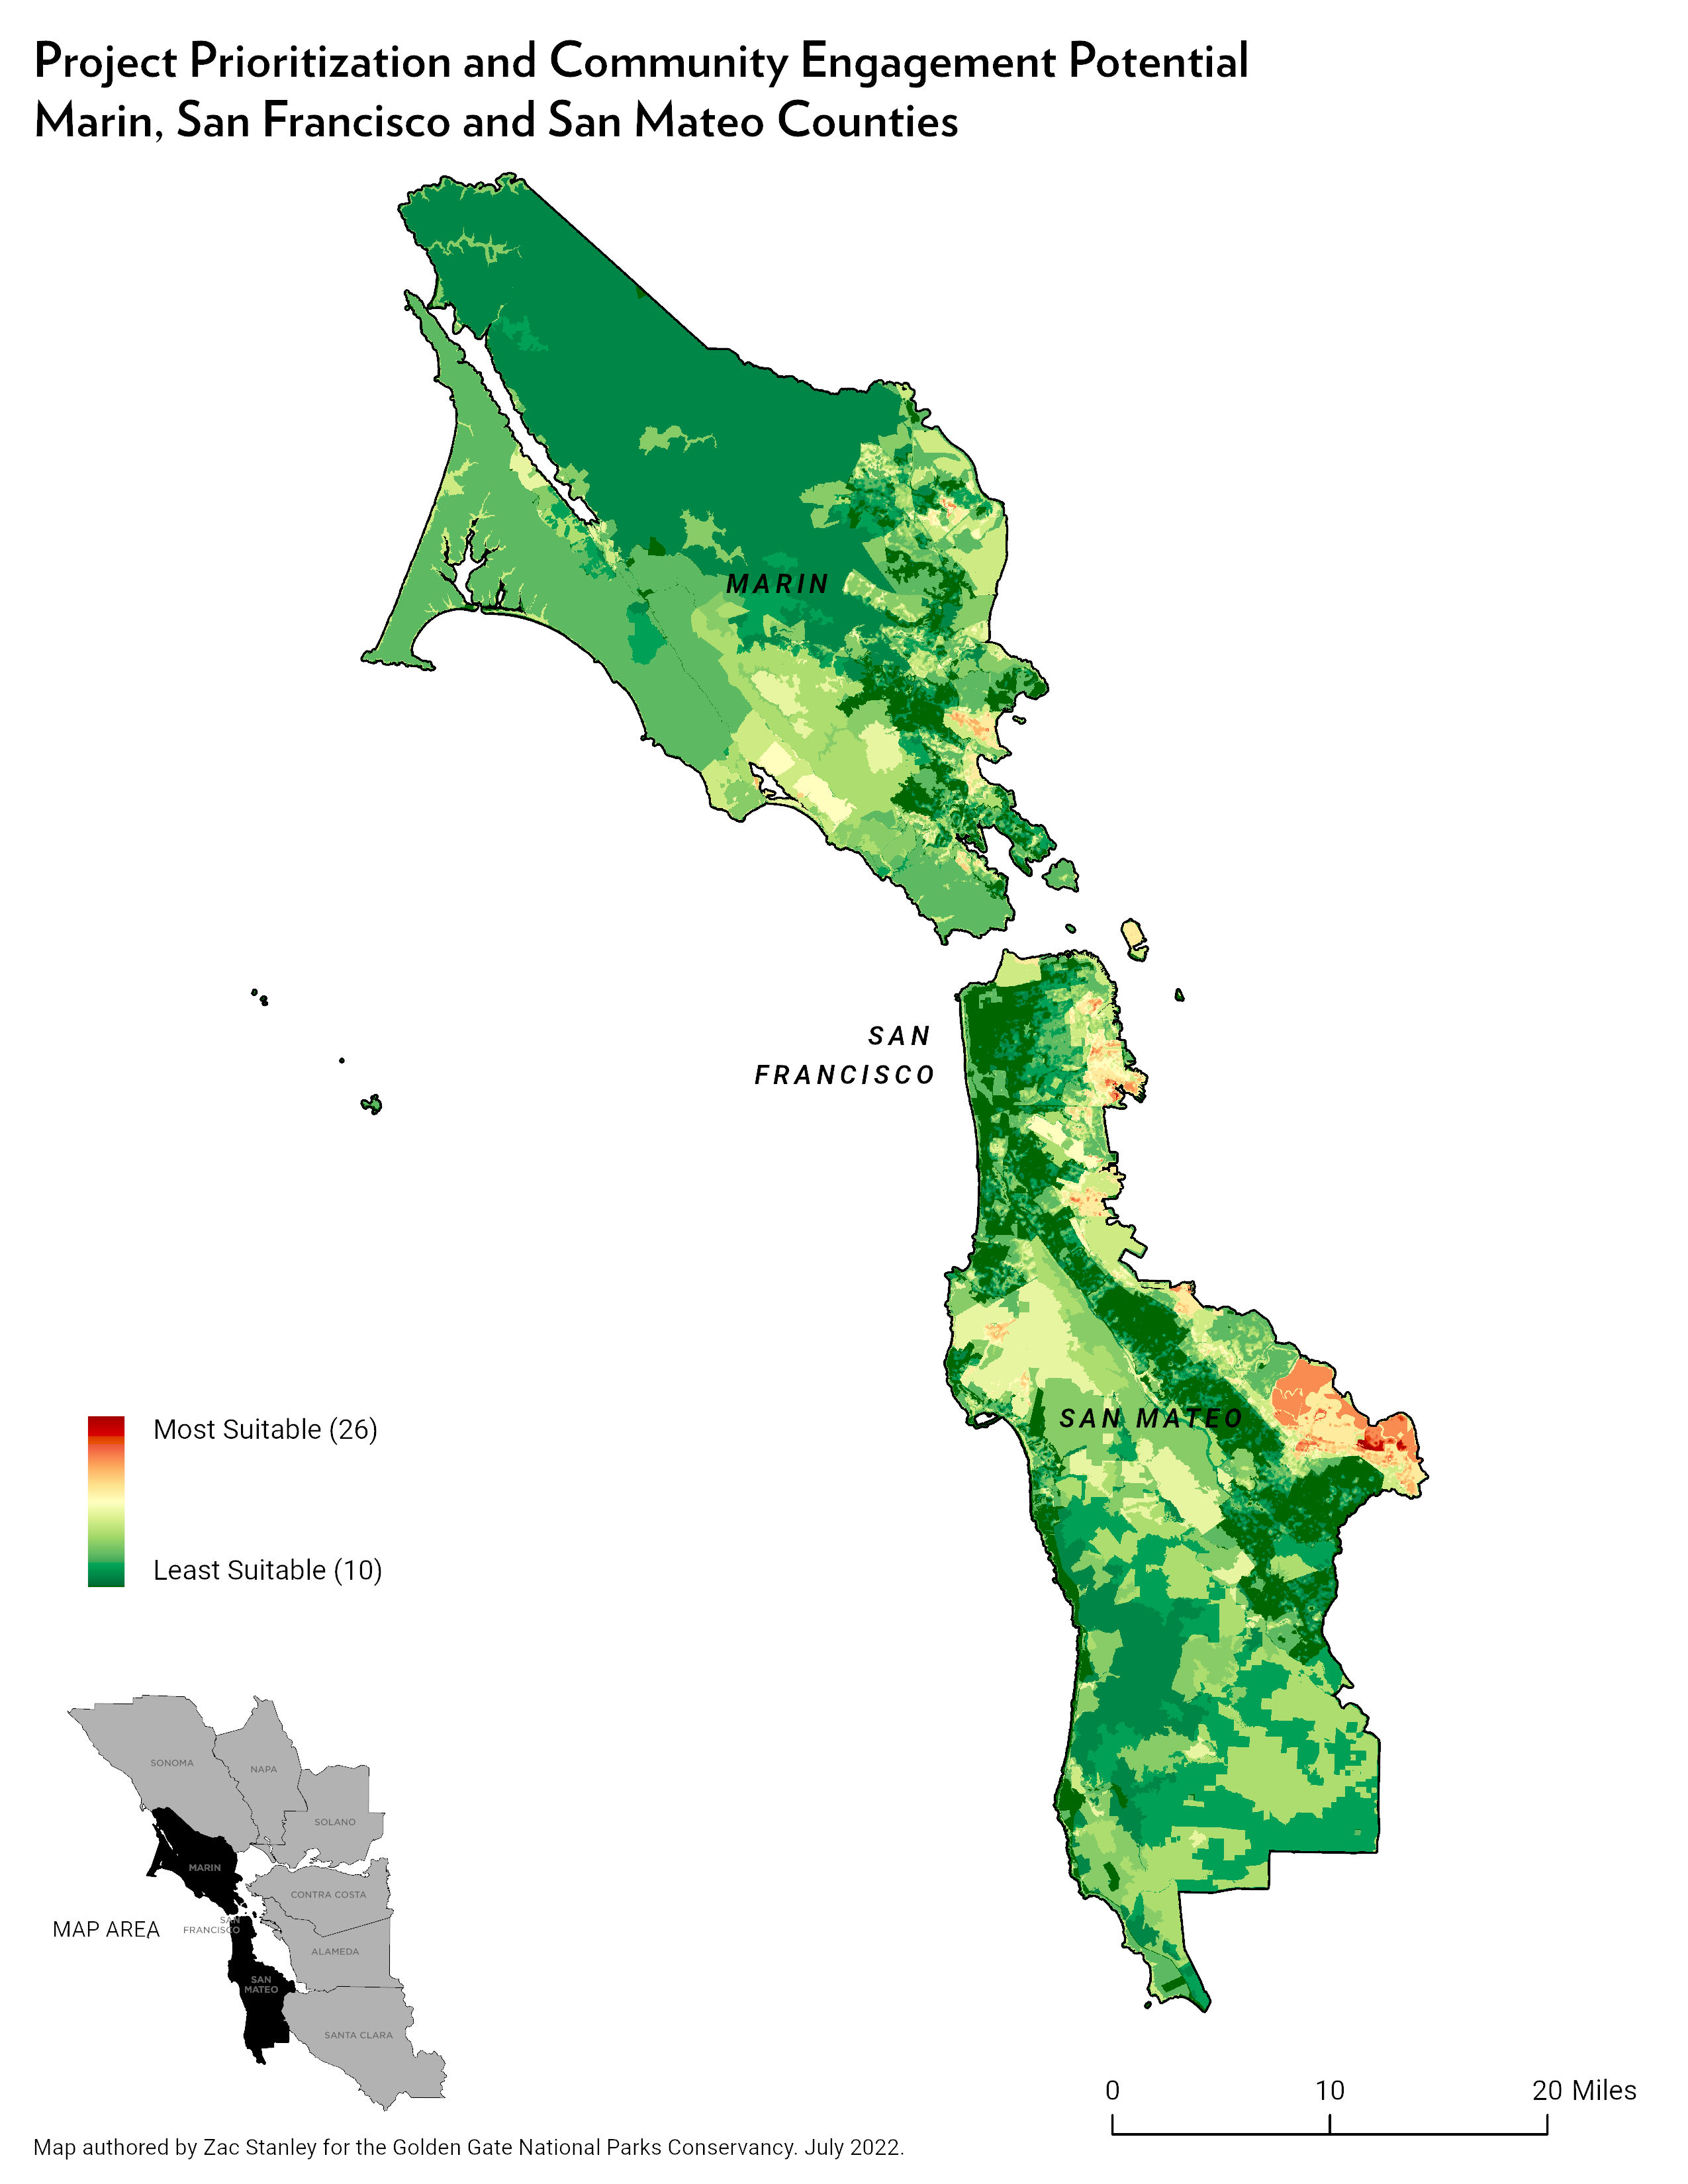 Project Prioritization and Community Engagement Potential
Marin, San Francisco and San Mateo Counties
MARIN
SAN
FRANCISCO
SAN MATEO
Most Suitable (26)
Least Suitable (10)
SONOMA
NAPA
SOLANO
MARIN
CONTRA COSTA
SAN
FRANCISCO
MAP AREA
ALAMEDA
SAN
MATEO
SANTA CLARA
0 10 20 Miles
Map authored by Zac Stanley for the Golden Gate National Parks Conservancy. July 2022.